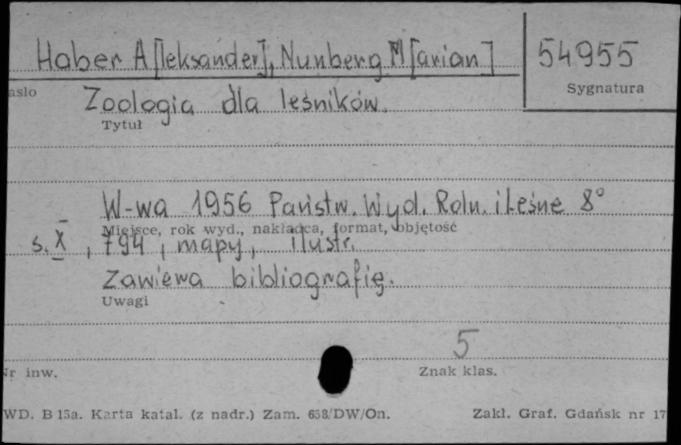 Haber A[leksander], Nunberg M[arian]
54955
Sygnatura
asło
Zoologia dla leśników.
Tytuł
W-wa 1956 Państw. Wyd. Roln. i Leśne 8°
Miejsce, rok wyd., nakładca, format, objętość
s. X, 794, mapy, ilustr.
Zawiera bibliografię.
Uwagi
5
Nr inw.
Znak klas.
WD. B 15a. Karta katal. (z nadr.) Zam. 658/DW/On.
Zakł. Graf. Gdańsk nr 17